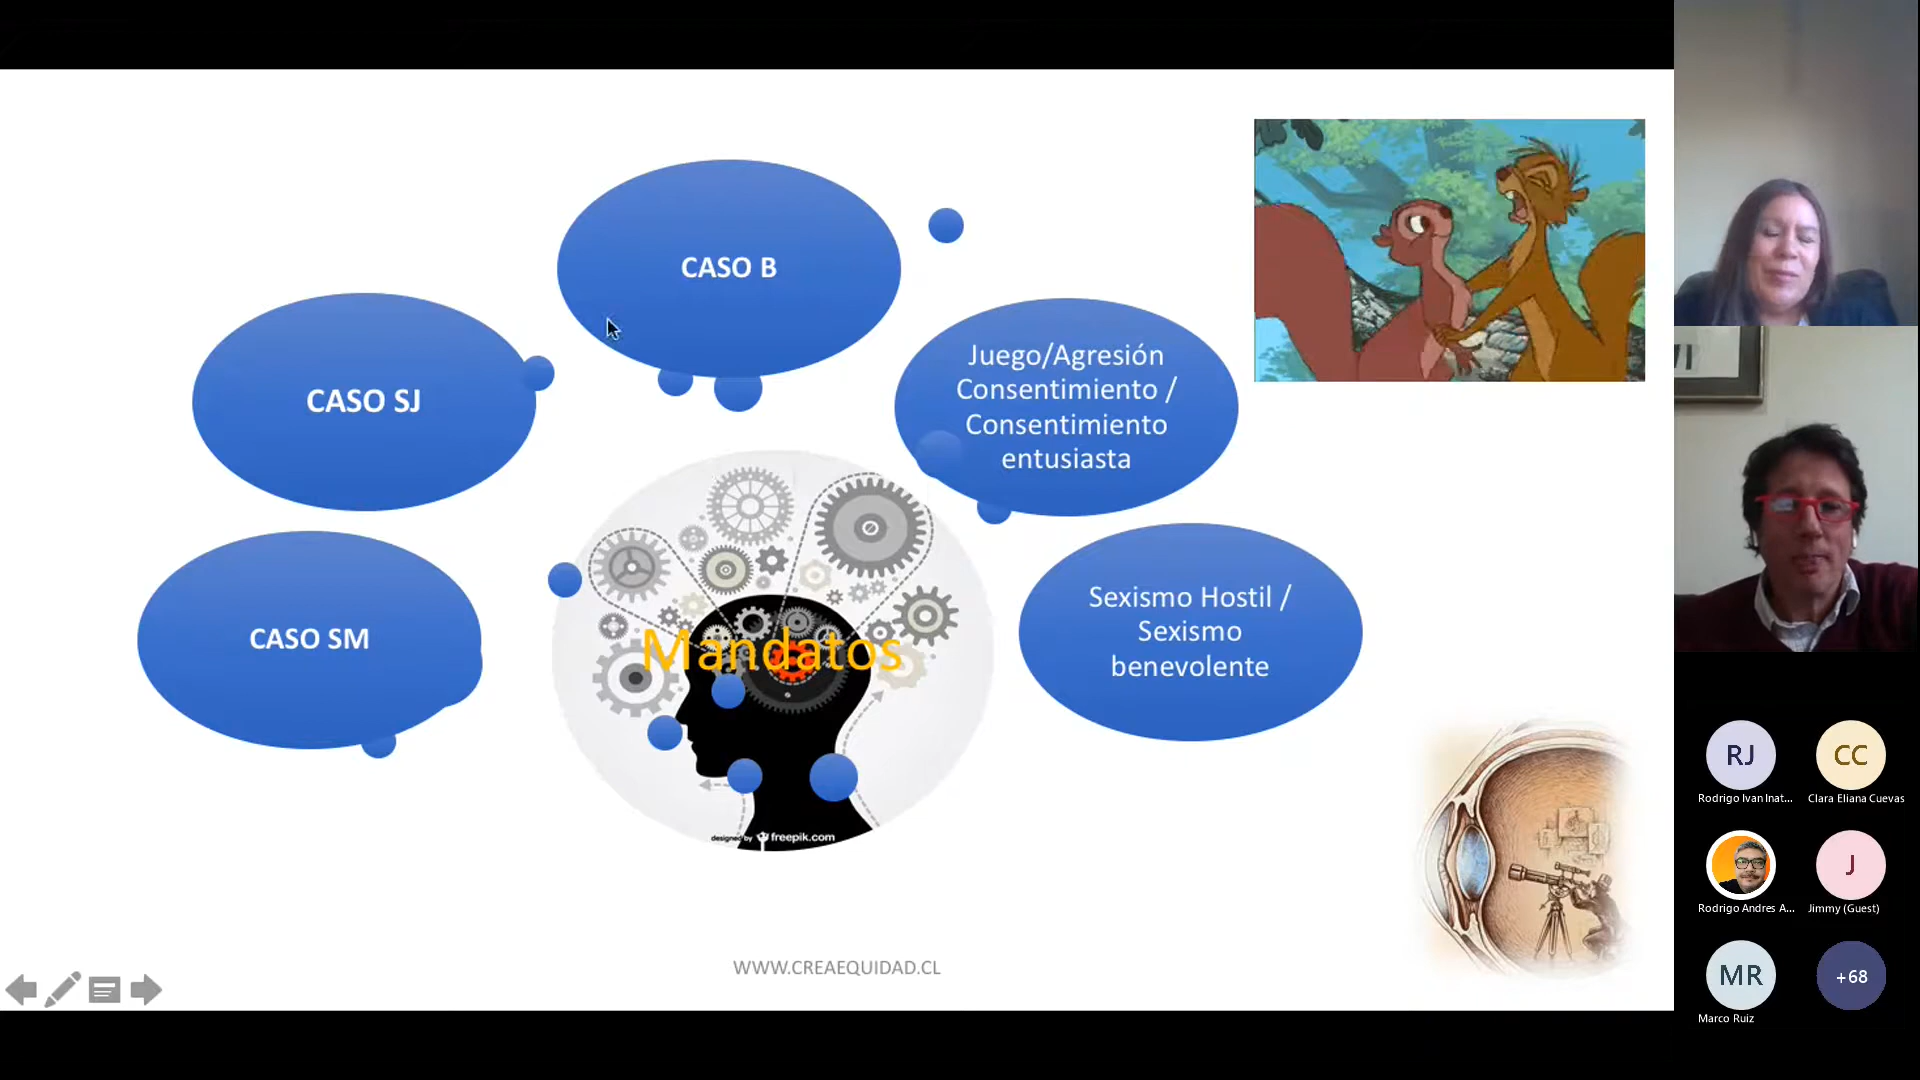 CASO B
CASO SJ
Juego/Agresión
Consentimiento /
Consentimiento
entusiasta
CASO SM
Mandatos
Sexismo Hostil /
Sexismo
benevolente
designed by freepik.com
WWW.CREAEQUIDAD.CL
RJ
Rodrigo Ivan Inat...
CC
Clara Eliana Cuevas
Rodrigo Andres A...
J
Jimmy (Guest)
MR
Marco Ruiz
+68